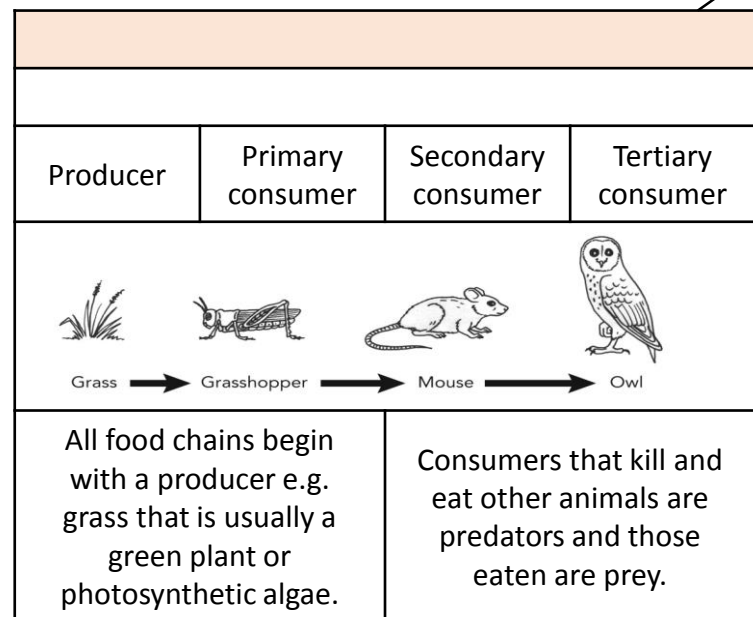 Producer
Primary
consumer
Secondary
consumer
Tertiary
consumer
Grass
Grasshopper
Mouse
Owl
All food chains begin
with a producer e.g.
grass that is usually a
green plant or
photosynthetic algae.
Consumers that kill and
eat other animals are
predators and those
eaten are prey.